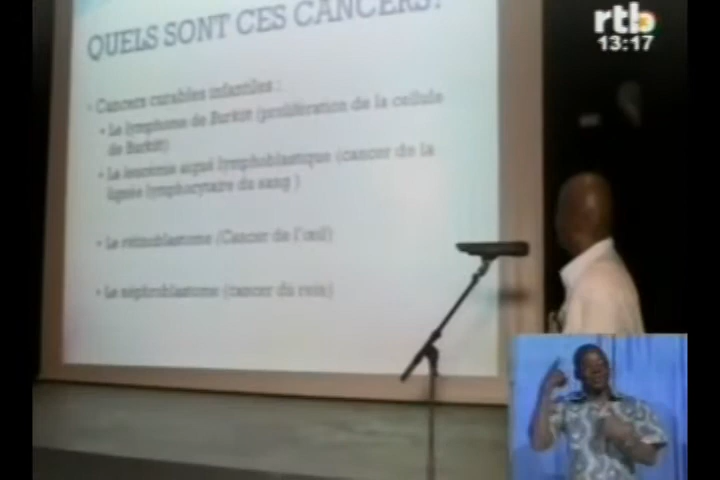 rtb
13:17
QUELS SONT CES CANCERS?
• Cancers curables infantiles :
• Le lymphome de Burkit (prolifération de la cellule
de Burkit)
• La leucémie aiguë lymphoblastique (cancer de la
lignée lymphocytaire du sang )
• Le rétinoblastome (Cancer de l'œil)
• Le néphroblastome (cancer du rein)